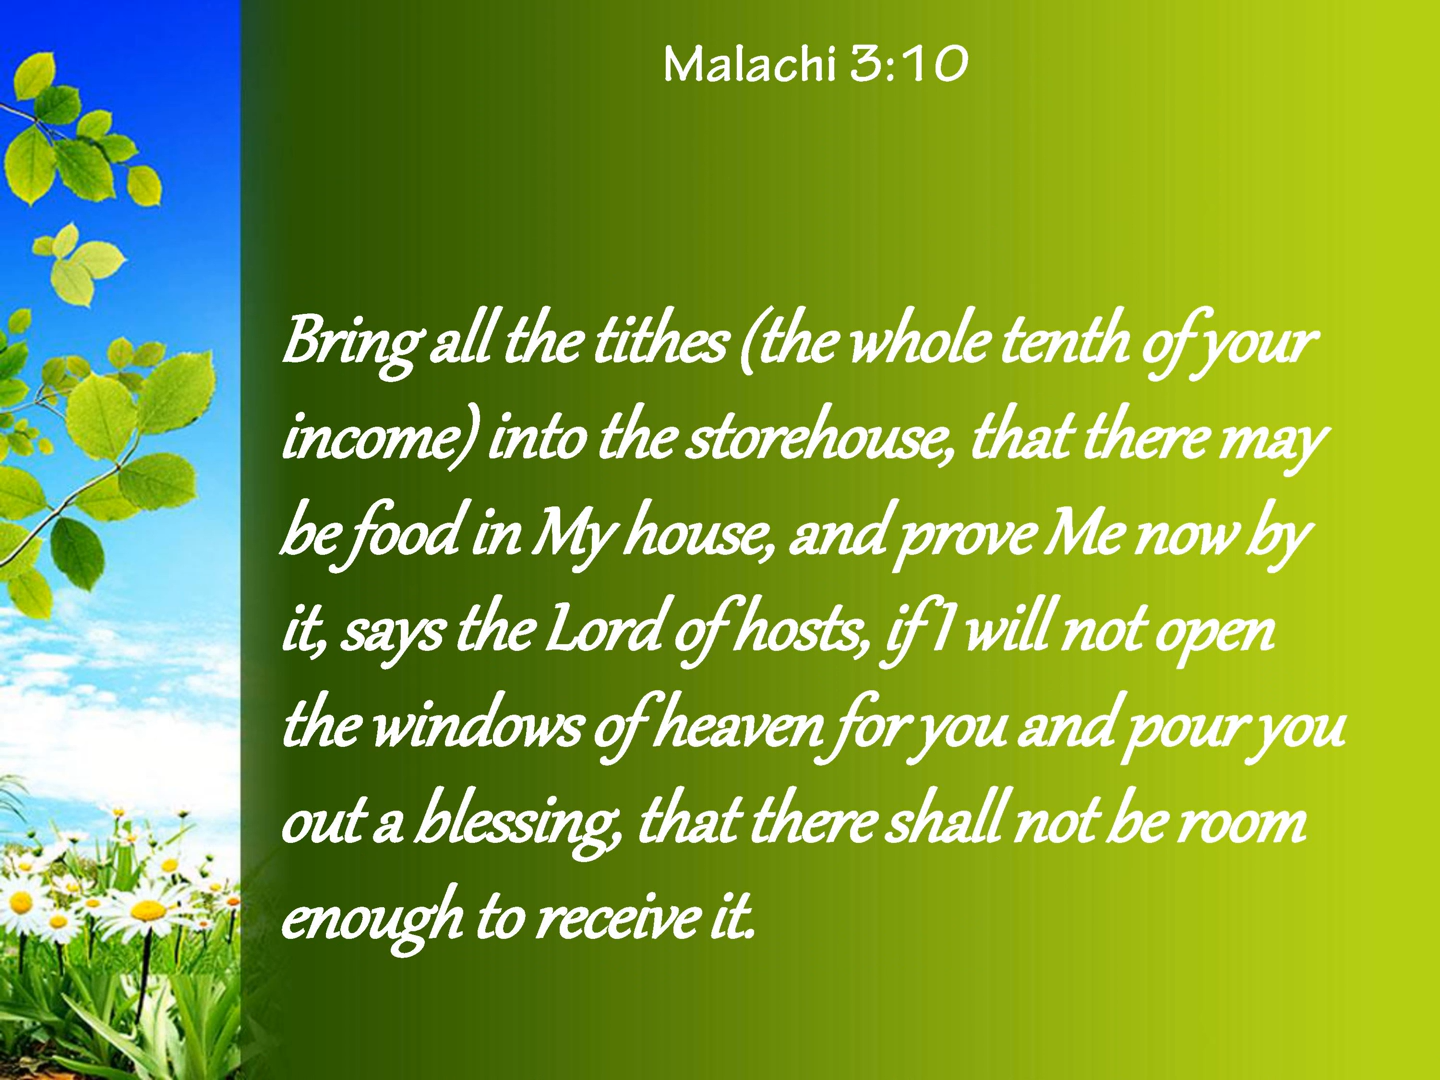 Malachi 3:10
Bring all the tithes (the whole tenth of your
income) into the storehouse, that there may
be food in My house, and prove Me now by
it, says the Lord of hosts, if I will not open
the windows of heaven for you and pour you
out a blessing, that there shall not be room
enough to receive it.